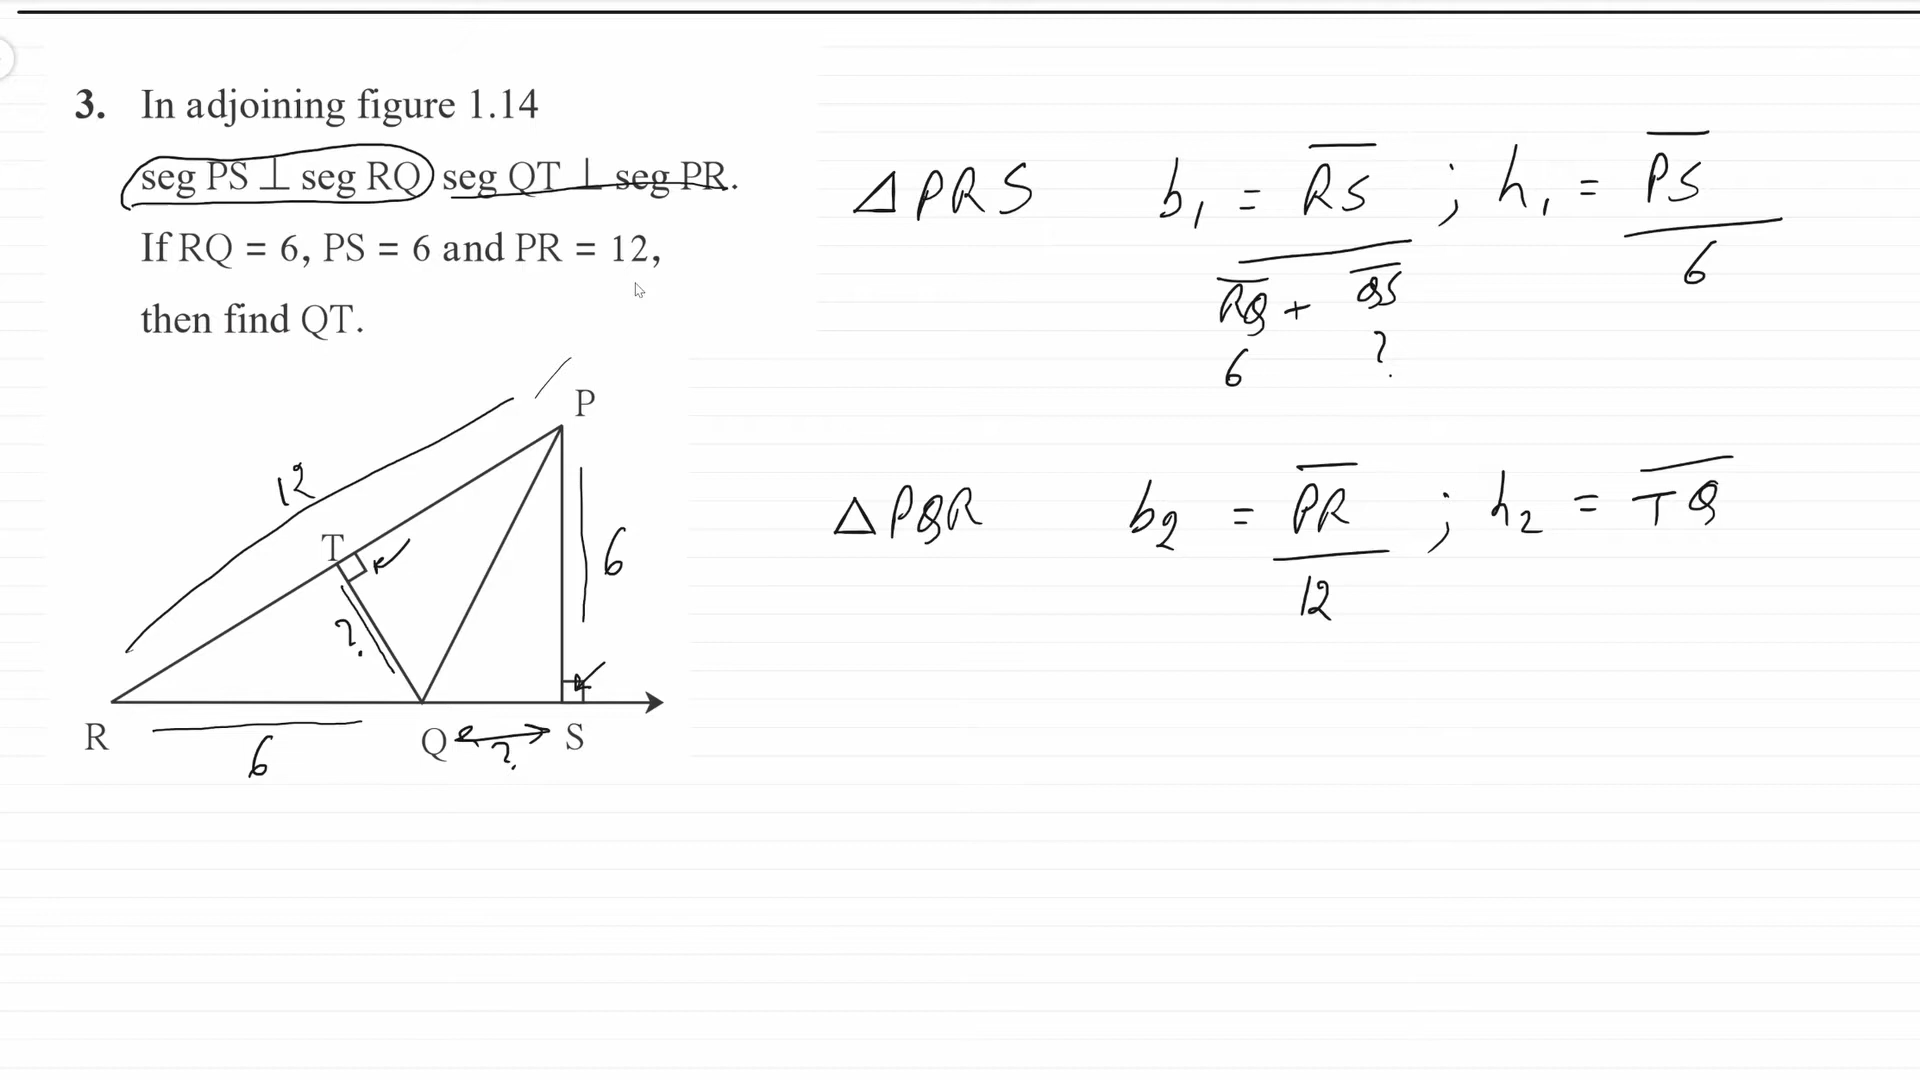 3. In adjoining figure 1.14
seg PS ⊥ seg RQ seg QT ⊥ seg PR.
If RQ = 6, PS = 6 and PR = 12,
then find QT.
P
12
T
6
?
R
Q
S
6
?
△PRS b₁ = RS ; h₁ = PS
6
RQ + QS
6 ?
△PQR b₂ = PR ; h₂ = TQ
12